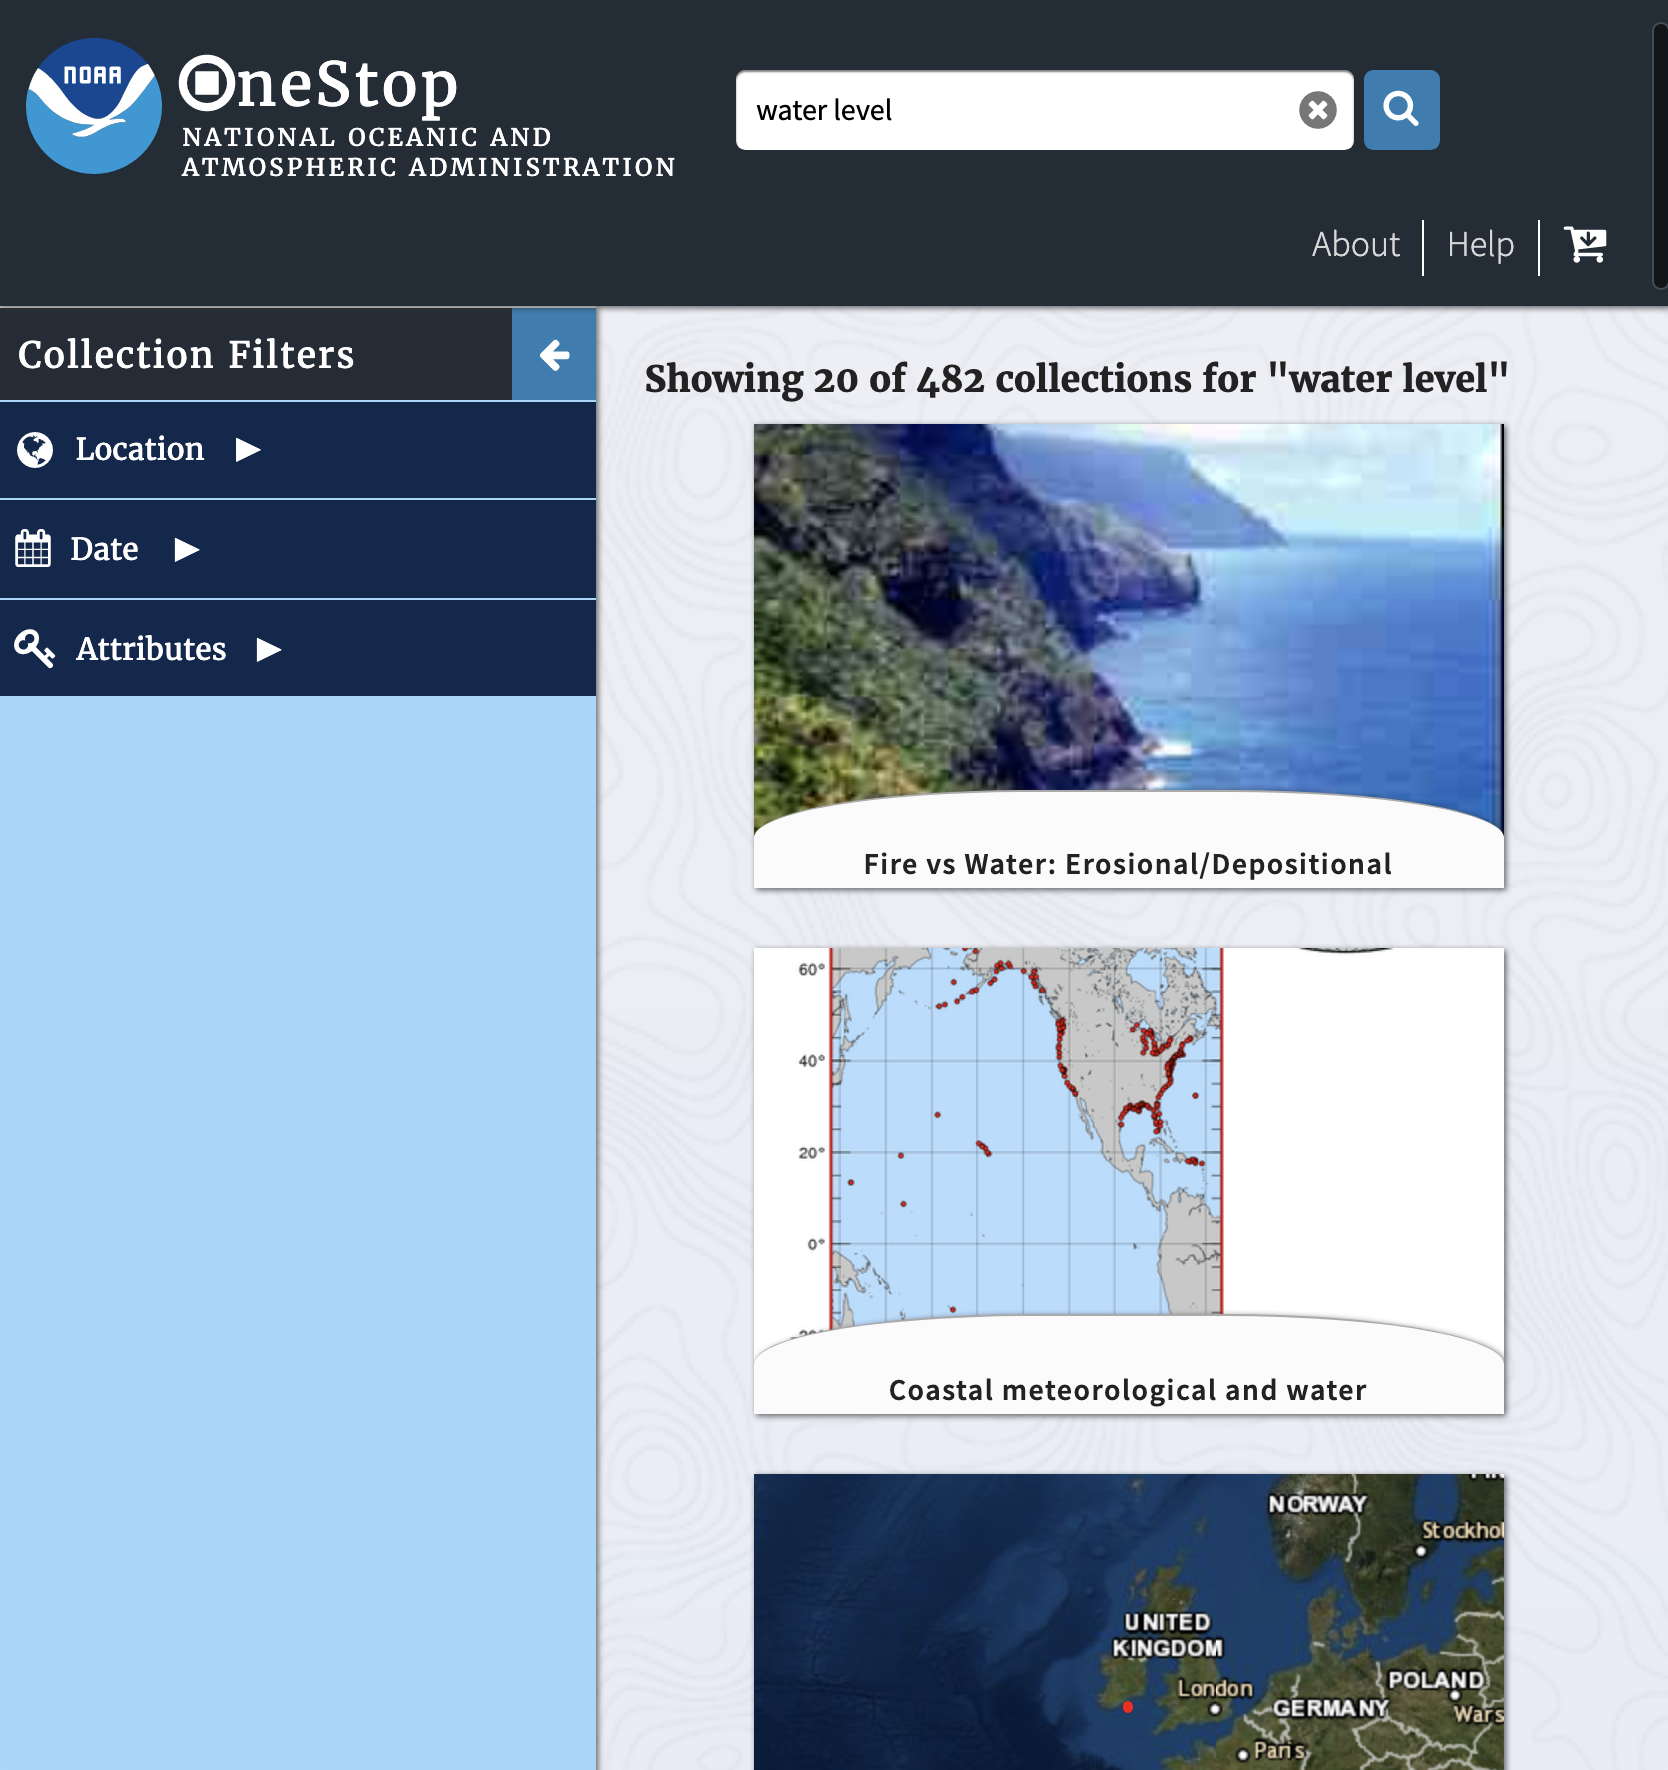 NOAA
OneStop
NATIONAL OCEANIC AND
ATMOSPHERIC ADMINISTRATION
water level
About
Help
Collection Filters
Location
Date
Attributes
Showing 20 of 482 collections for "water level"
Fire vs Water: Erosional/Depositional
60°
40°
20°
0°
Coastal meteorological and water
NORWAY
Stockhol
UNITED
KINGDOM
London
POLAND
GERMANY
Wars
Paris